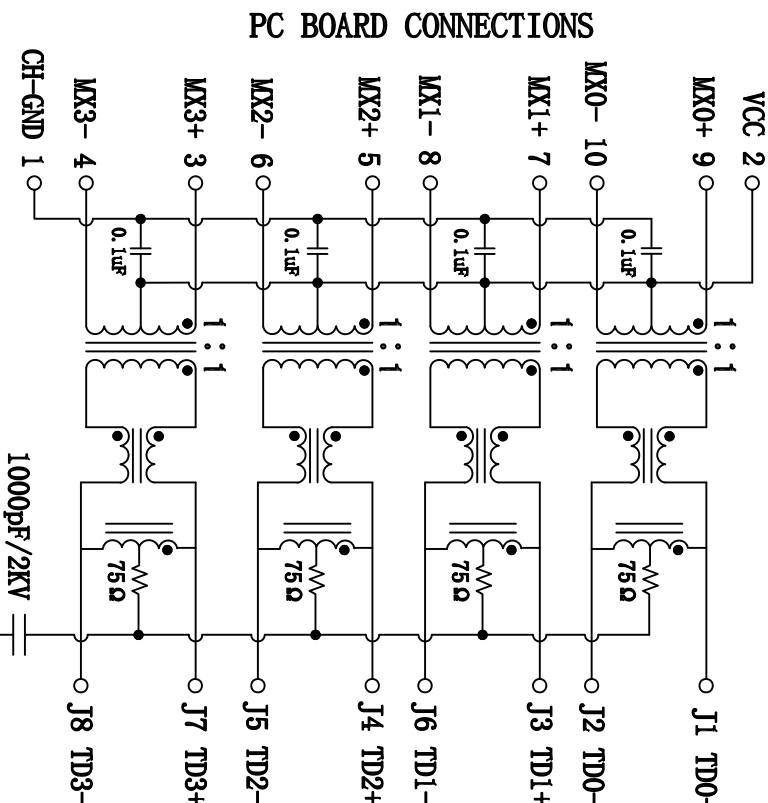 PC BOARD CONNECTIONS
CH-GND 1
MX3- 4
MX3+ 3
MX2- 6
MX2+ 5
MX1- 8
MX1+ 7
MX0- 10
MX0+ 9
VCC 2
0.1uF
0.1uF
0.1uF
0.1uF
1:1
1:1
1:1
1:1
1000pF/2KV
75Ω
75Ω
75Ω
75Ω
J8 TD3-
J7 TD3+
J5 TD2-
J4 TD2+
J6 TD1-
J3 TD1+
J2 TD0-
J1 TD0